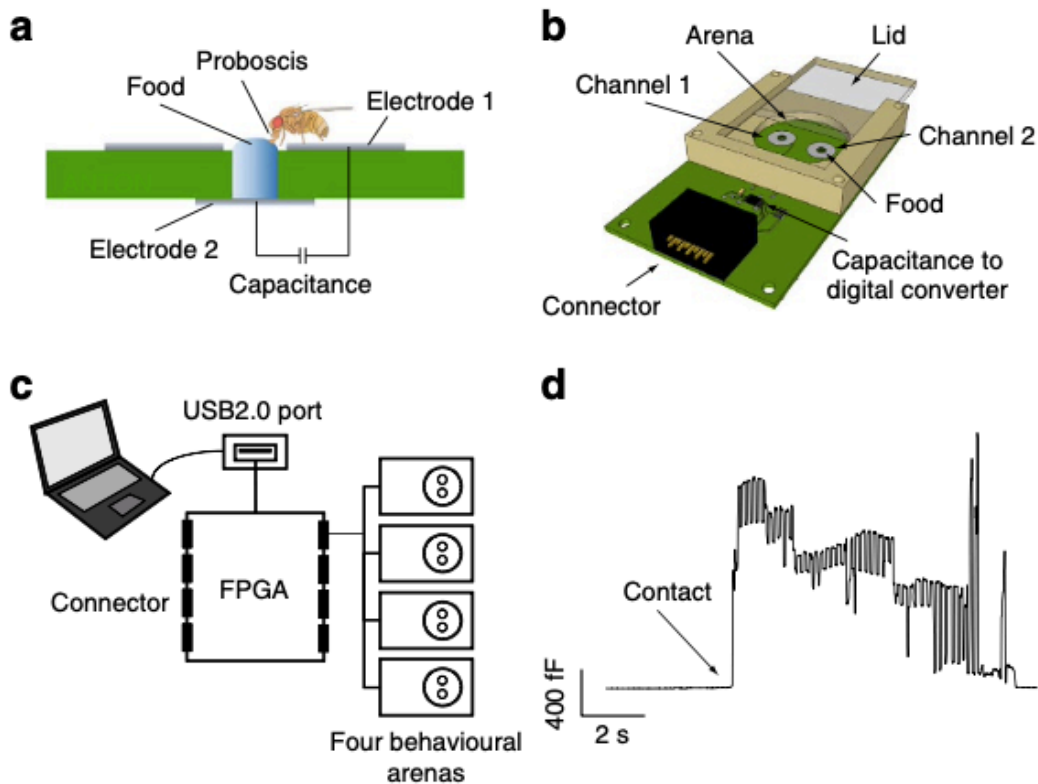 a
Proboscis
Food
Electrode 1
Electrode 2
Capacitance
b
Arena
Lid
Channel 1
Channel 2
Food
Capacitance to
digital converter
Connector
c
USB2.0 port
FPGA
Connector
Four behavioural
arenas
d
Contact
400 fF
2 s